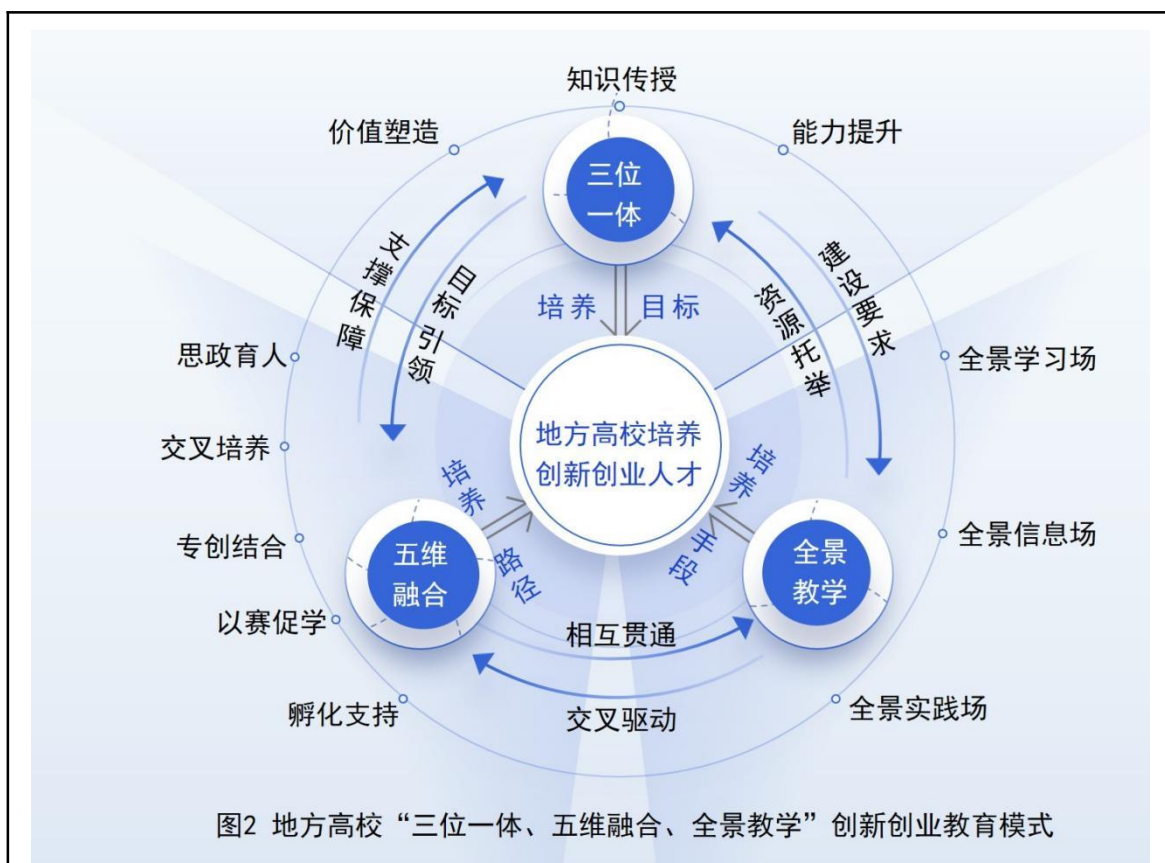 知识传授
价值塑造
能力提升
三位
一体
支撑保障
目标引领
建设要求
资源托举
培养 目标
思政育人
全景学习场
交叉培养
地方高校培养
创新创业人才
培养
路径
培养
手段
专创结合
全景信息场
五维
融合
全景
教学
以赛促学
相互贯通
孵化支持
交叉驱动
全景实践场
图2 地方高校“三位一体、五维融合、全景教学”创新创业教育模式